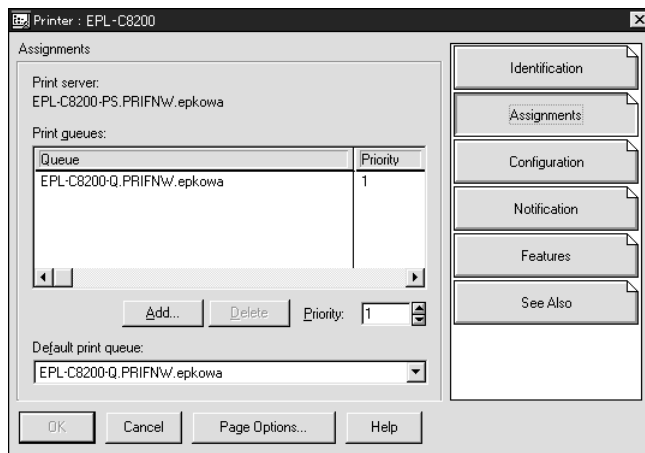 Printer : EPL-C8200
Assignments
Print server:
EPL-C8200-PS.PRIFNW.epkowa
Print queues:
Queue Priority
EPL-C8200-Q.PRIFNW.epkowa 1
Add... Delete Priority: 1
Default print queue:
EPL-C8200-Q.PRIFNW.epkowa
OK Cancel Page Options... Help
Identification
Assignments
Configuration
Notification
Features
See Also